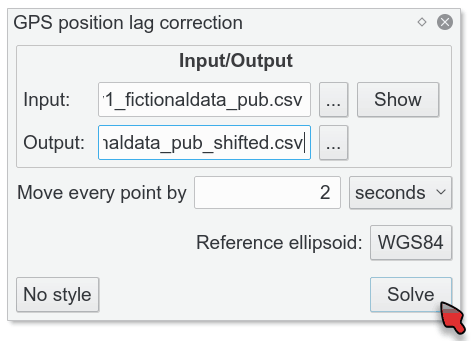 GPS position lag correction
Input/Output
Input: 1_fictionaldata_pub.csv ... Show
Output: naldata_pub_shifted.csv ...
Move every point by 2 seconds
Reference ellipsoid: WGS84
No style Solve